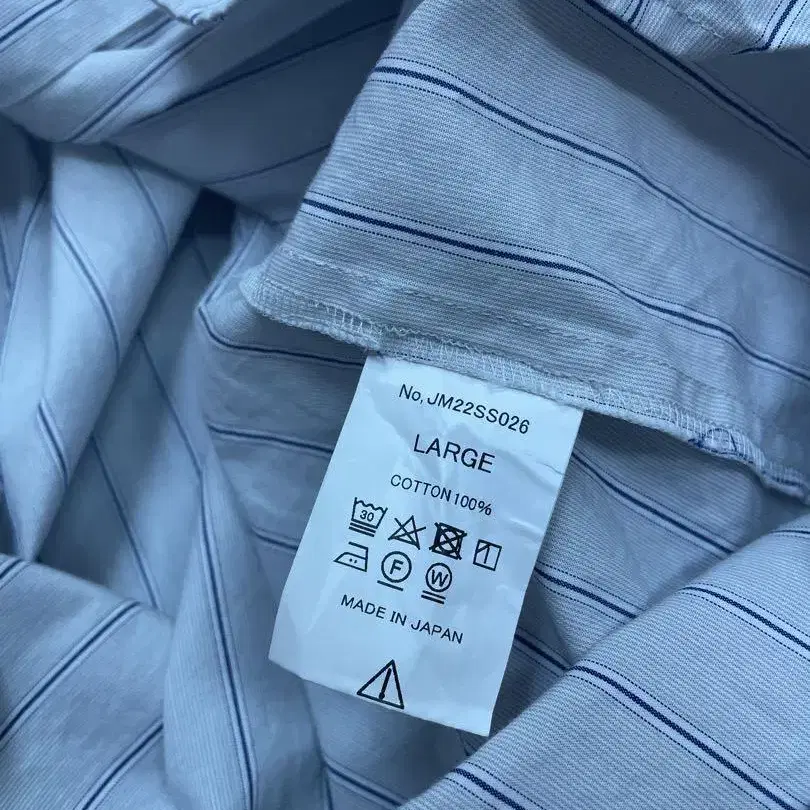 No, JM22SS026
LARGE
COTTON100%
30
F W
MADE IN JAPAN